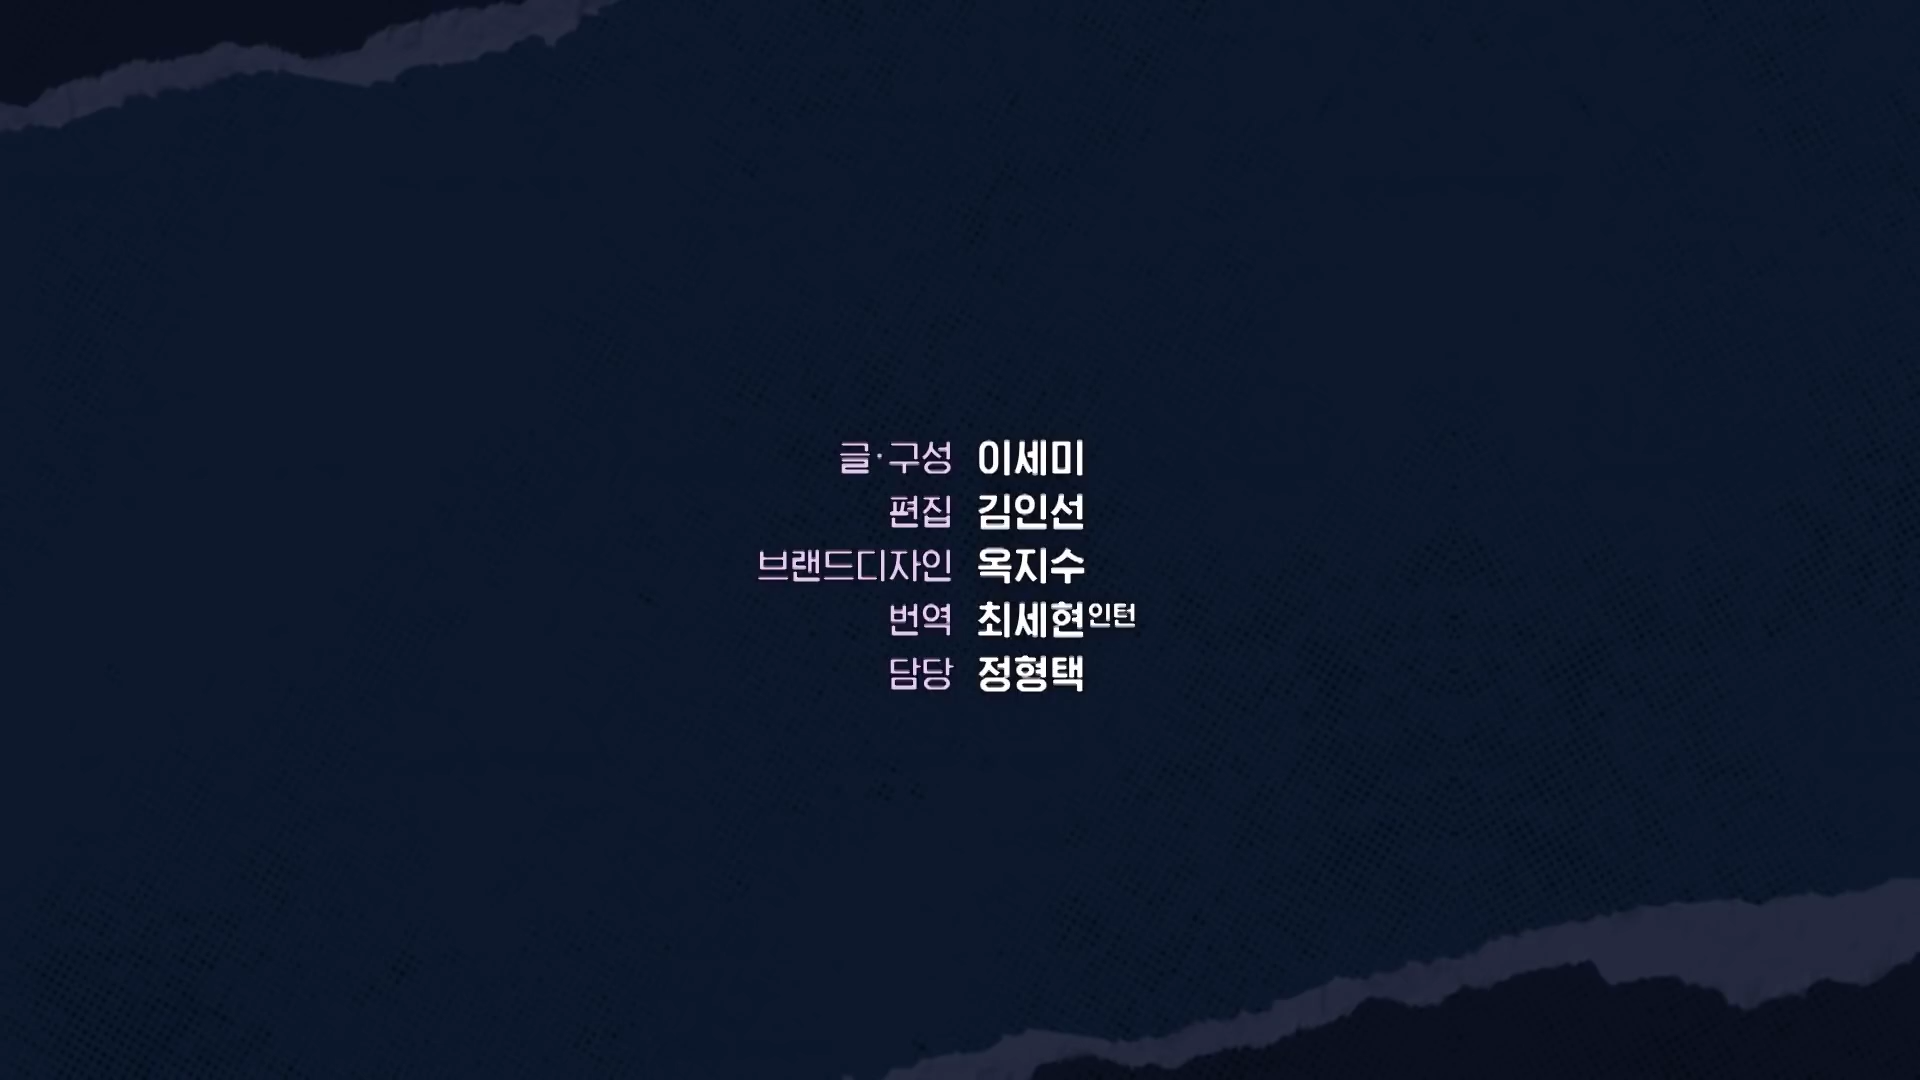 글·구성 이세미
편집 김인선
브랜드디자인 옥지수
번역 최세현인턴
담당 정형택